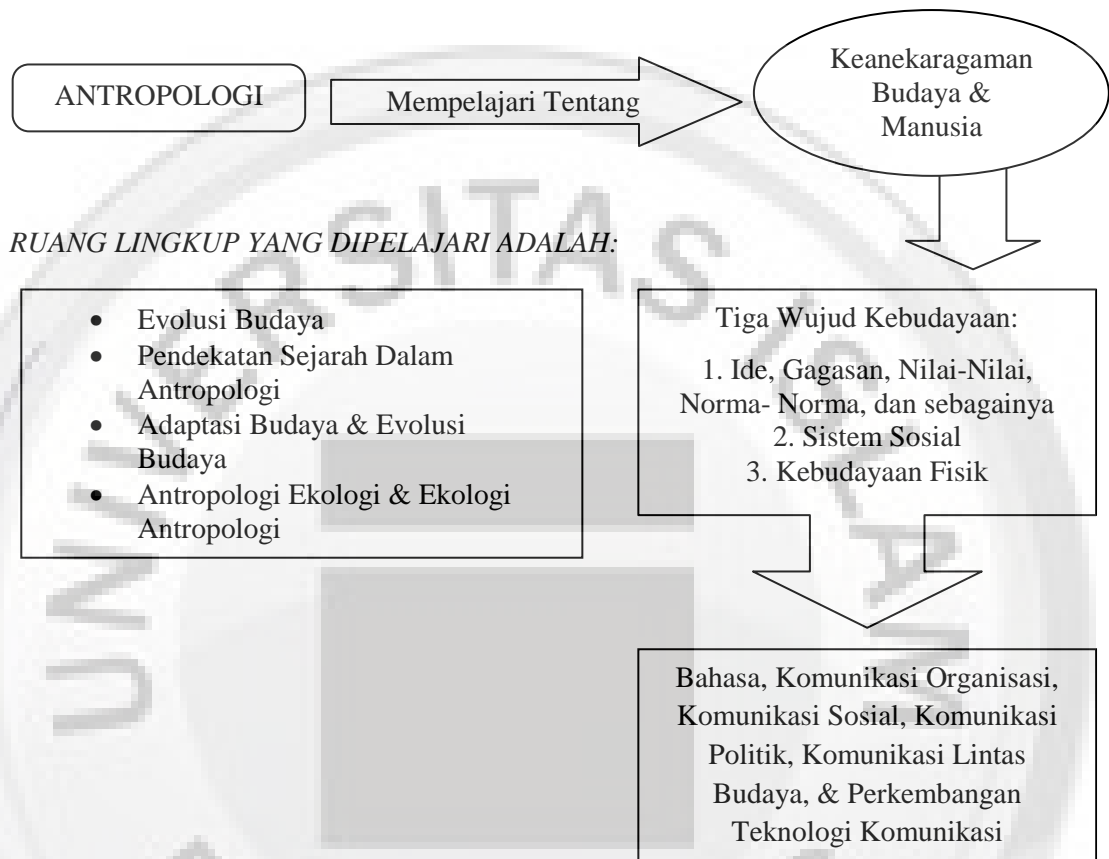 ANTROPOLOGI
Mempelajari Tentang
Keanekaragaman
Budaya &
Manusia
RUANG LINGKUP YANG DIPELAJARI ADALAH:
• Evolusi Budaya
• Pendekatan Sejarah Dalam
Antropologi
• Adaptasi Budaya & Evolusi
Budaya
• Antropologi Ekologi & Ekologi
Antropologi
Tiga Wujud Kebudayaan:
1. Ide, Gagasan, Nilai-Nilai,
Norma- Norma, dan sebagainya
2. Sistem Sosial
3. Kebudayaan Fisik
Bahasa, Komunikasi Organisasi,
Komunikasi Sosial, Komunikasi
Politik, Komunikasi Lintas
Budaya, & Perkembangan
Teknologi Komunikasi
UNIVERSITAS ISLAM